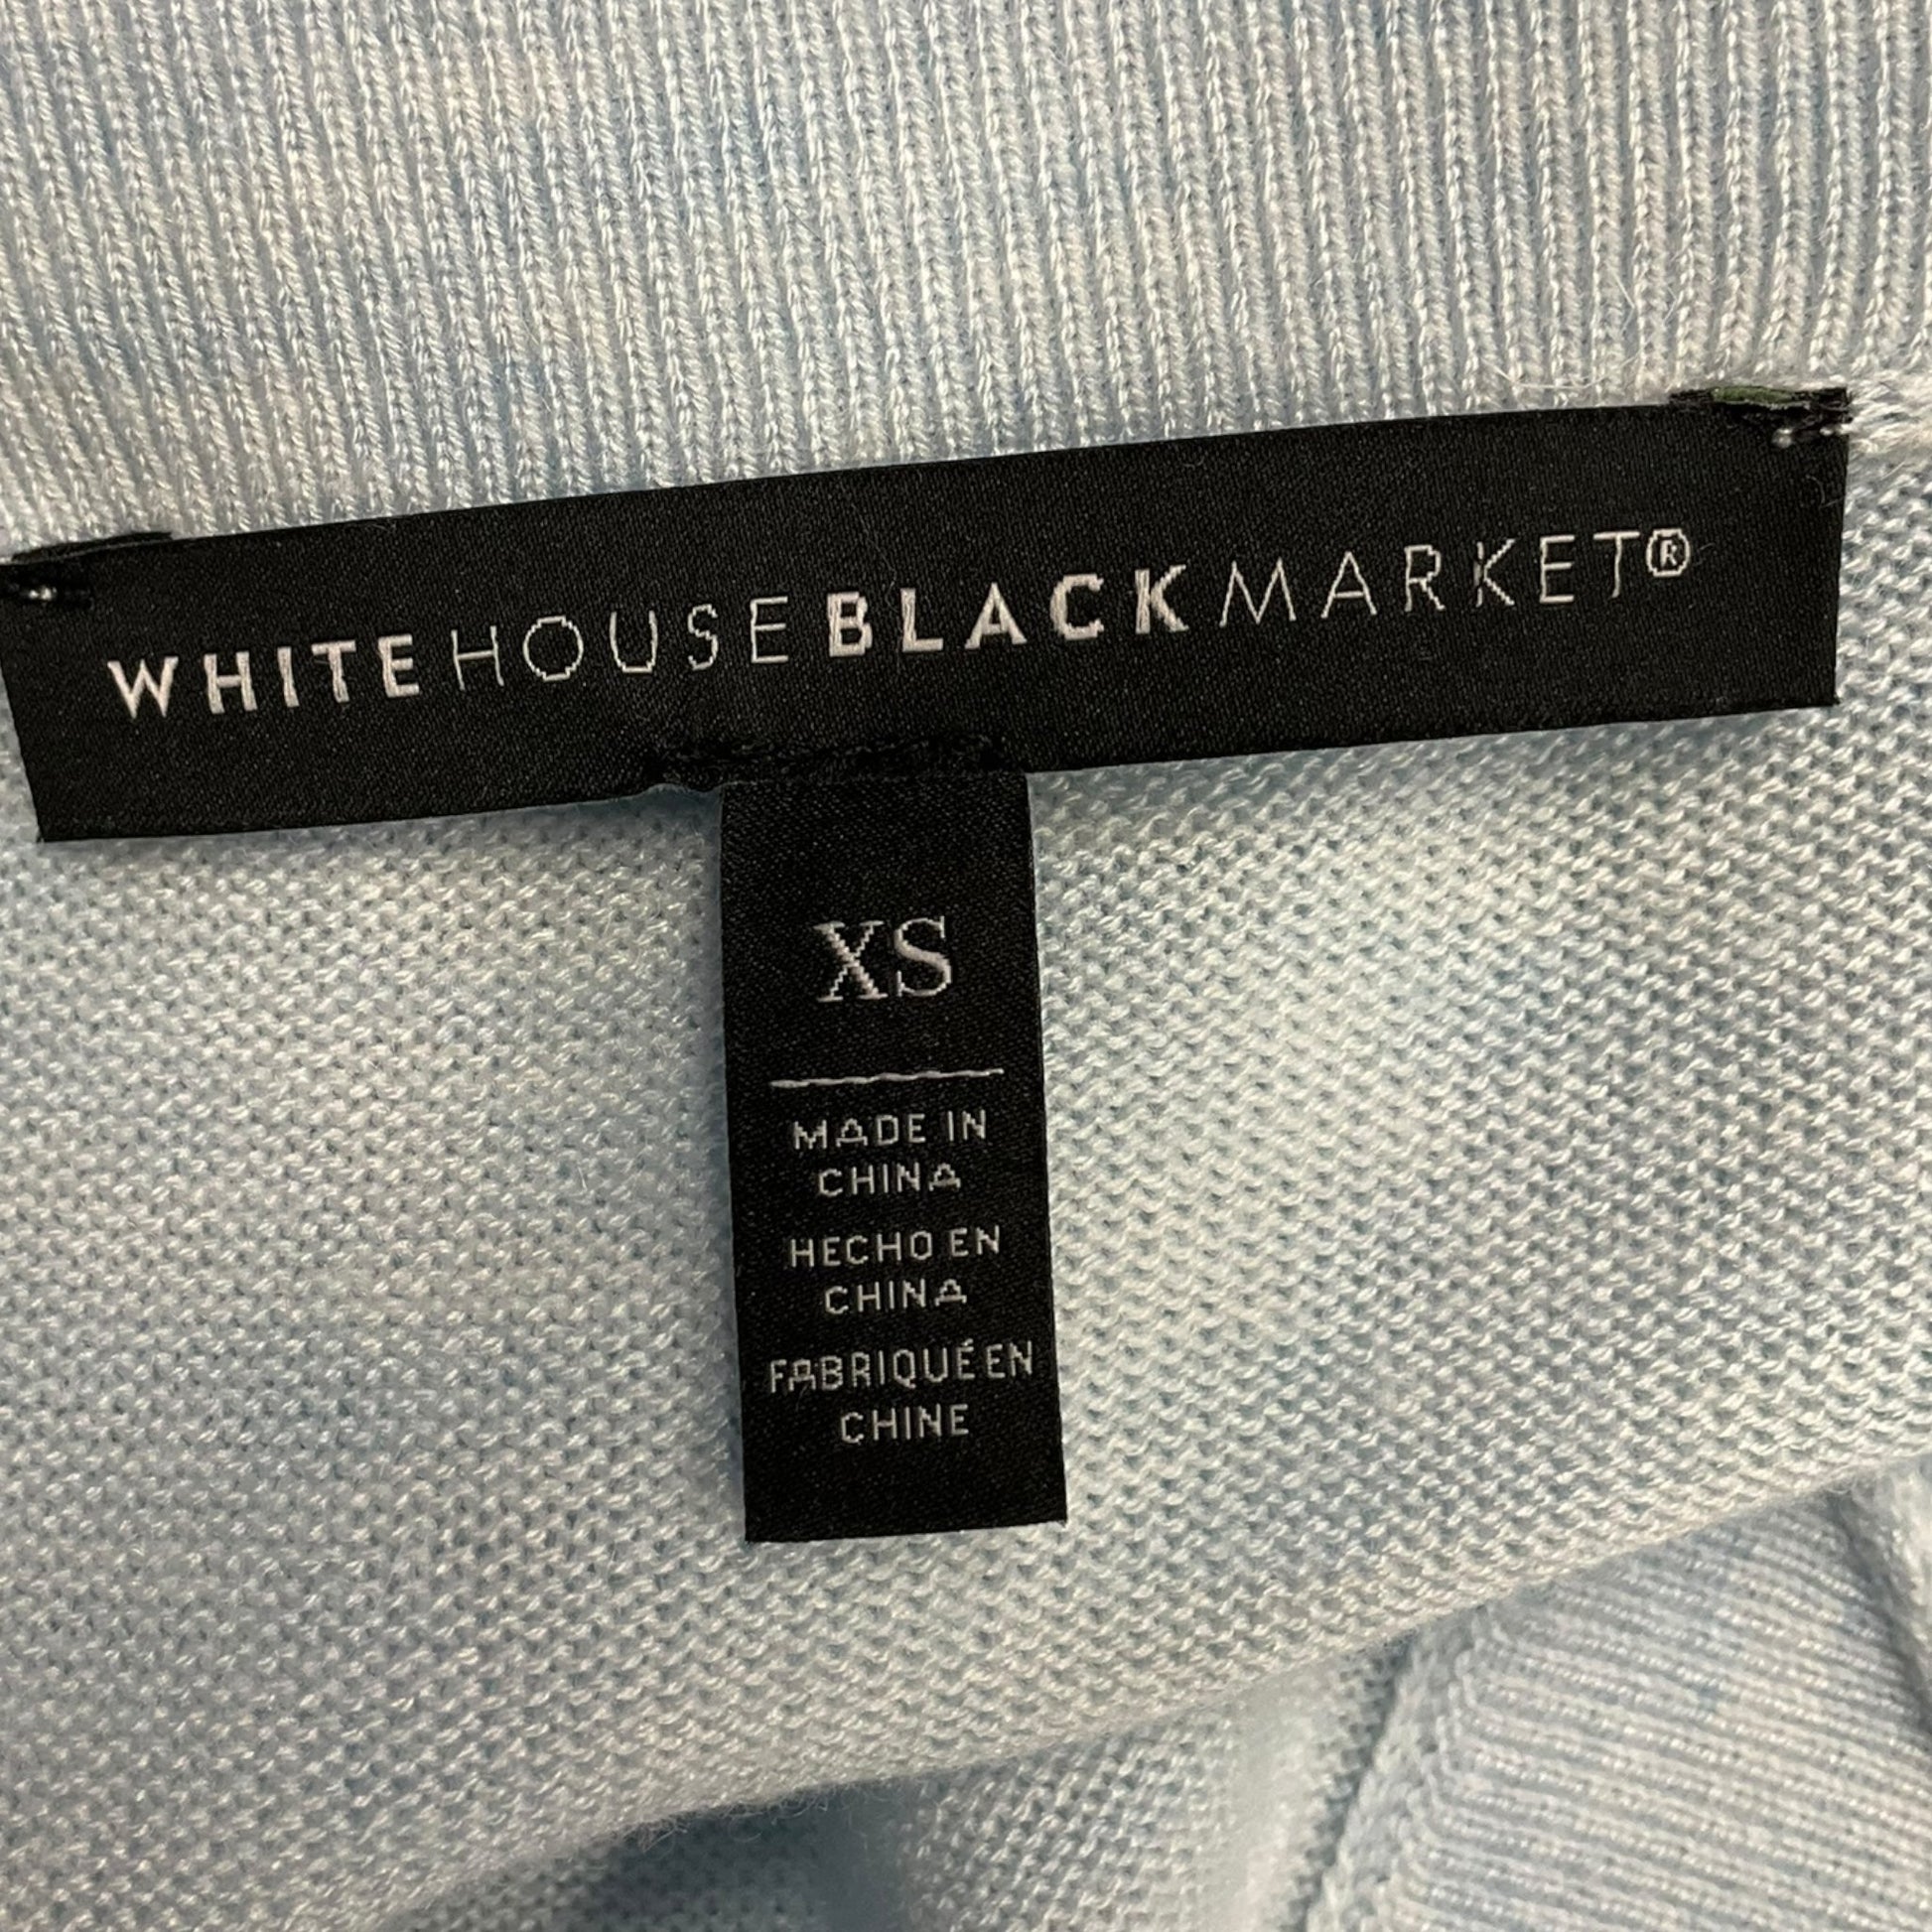 WHITEHOUSEBLACKMARKET®
XS
MADE IN
CHINA
HECHO EN
CHINA
FABRIQUÉ EN
CHINE